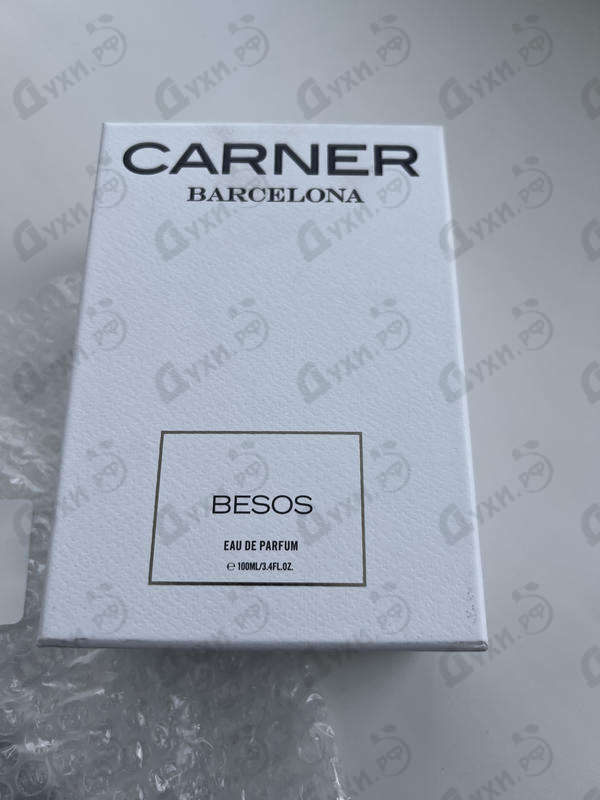 CARNER
BARCELONA
BESOS
EAU DE PARFUM
℮ 100ML/3.4FL.OZ.
Духи.рф